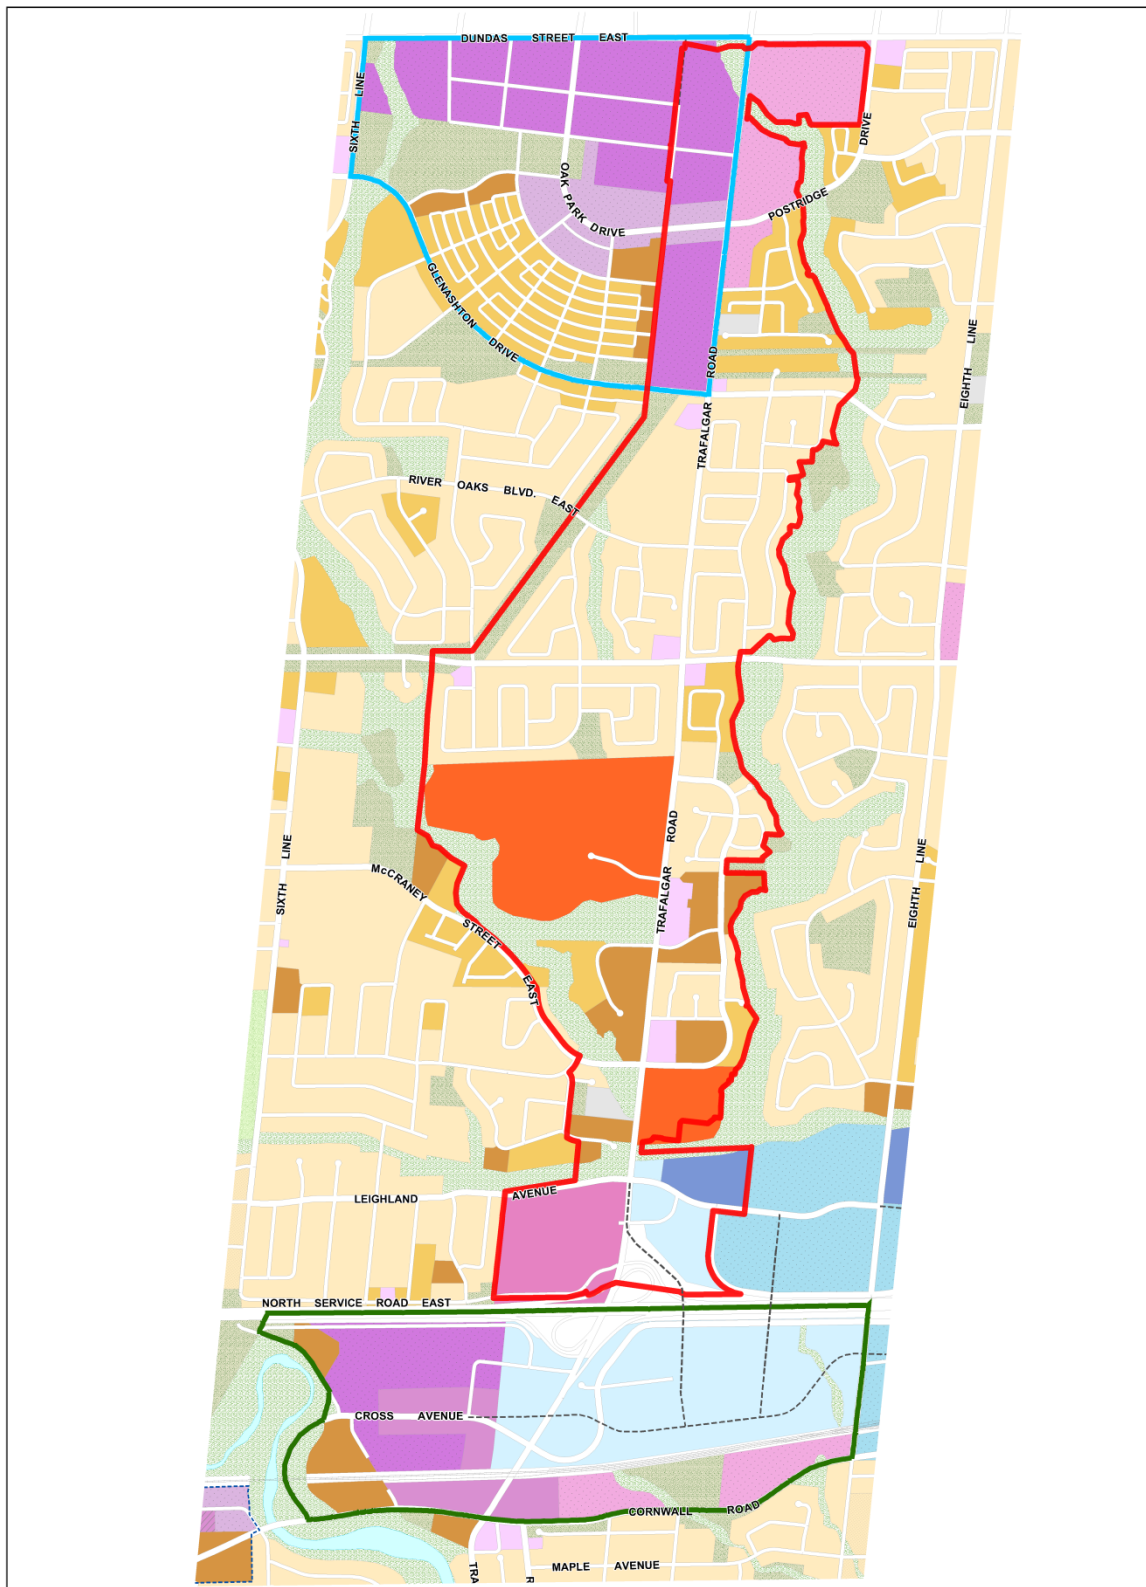 DUNDAS STREET EAST
SIXTH LINE
DRIVE
OAK PARK DRIVE
POSTRIDGE
GLENASHTON DRIVE
ROAD
EIGHTH LINE
TRAFALGAR
RIVER OAKS BLVD. EAST
ROAD
TRAFALGAR
SIXTH LINE
McCRANEY STREET EAST
EIGHTH LINE
LEIGHLAND AVENUE
NORTH SERVICE ROAD EAST
CROSS AVENUE
CORNWALL ROAD
MAPLE AVENUE
TRA
R